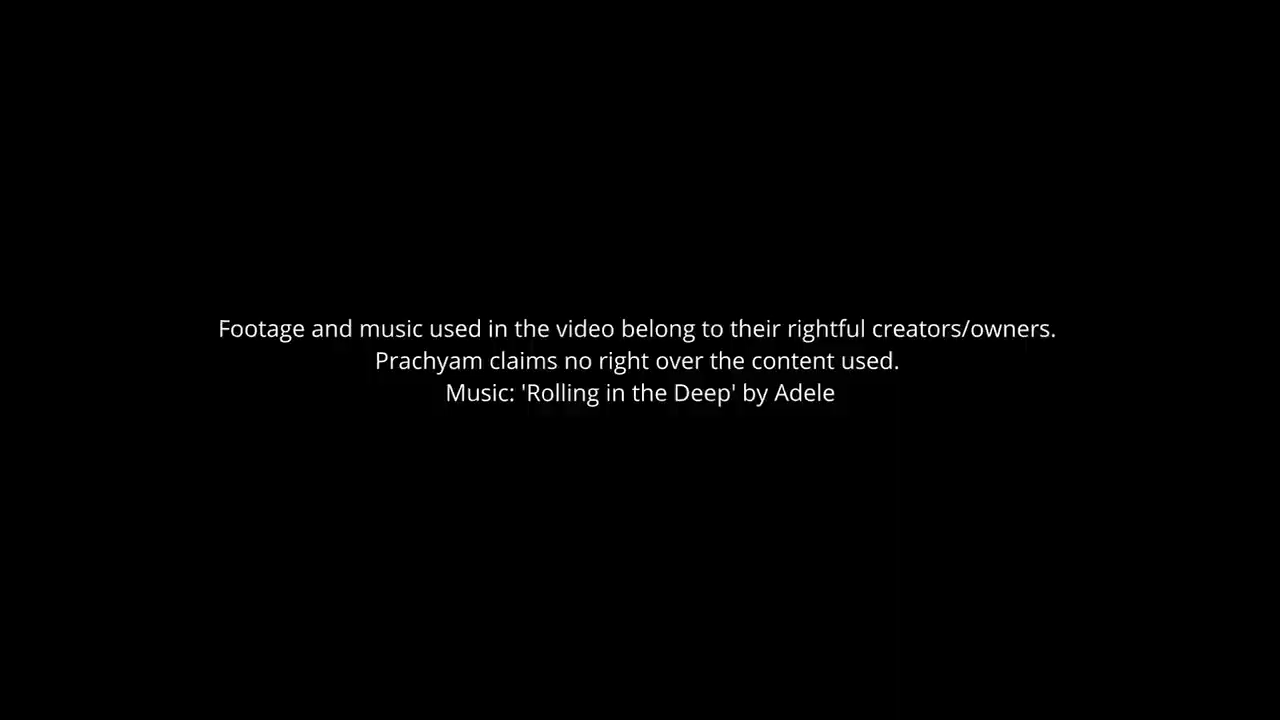 Footage and music used in the video belong to their rightful creators/owners.
Prachyam claims no right over the content used.
Music: 'Rolling in the Deep' by Adele